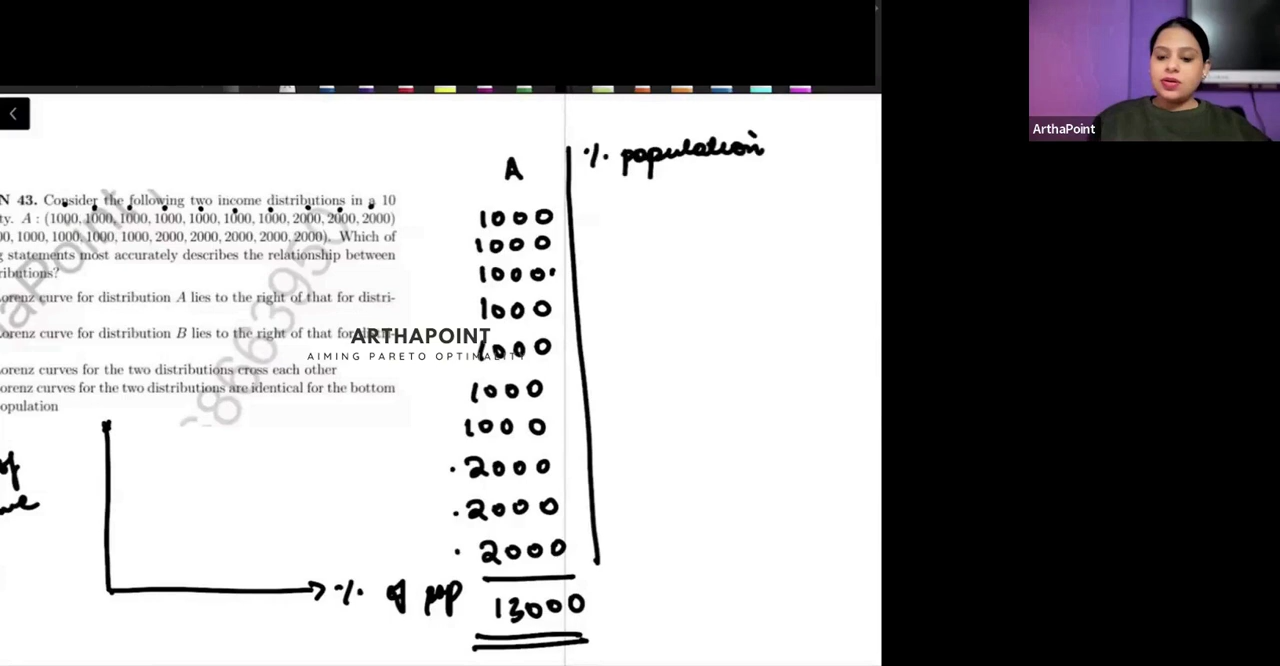 N 43. Consider the following two income distributions in a 10
ty. A : (1000, 1000, 1000, 1000, 1000, 1000, 1000, 2000, 2000, 2000)
00, 1000, 1000, 1000, 1000, 2000, 2000, 2000, 2000, 2000). Which of
statements most accurately describes the relationship between
ributions?
orenz curve for distribution A lies to the right of that for distri-
orenz curve for distribution B lies to the right of that for
orenz curves for the two distributions cross each other
orenz curves for the two distributions are identical for the bottom
opulation
ARTHAPOINT
AIMING PARETO OPTIMALITY
of
% of pop
A
1000
1000
1000
1000
1000
1000
1000
2000
2000
2000
13000
% population
ArthaPoint